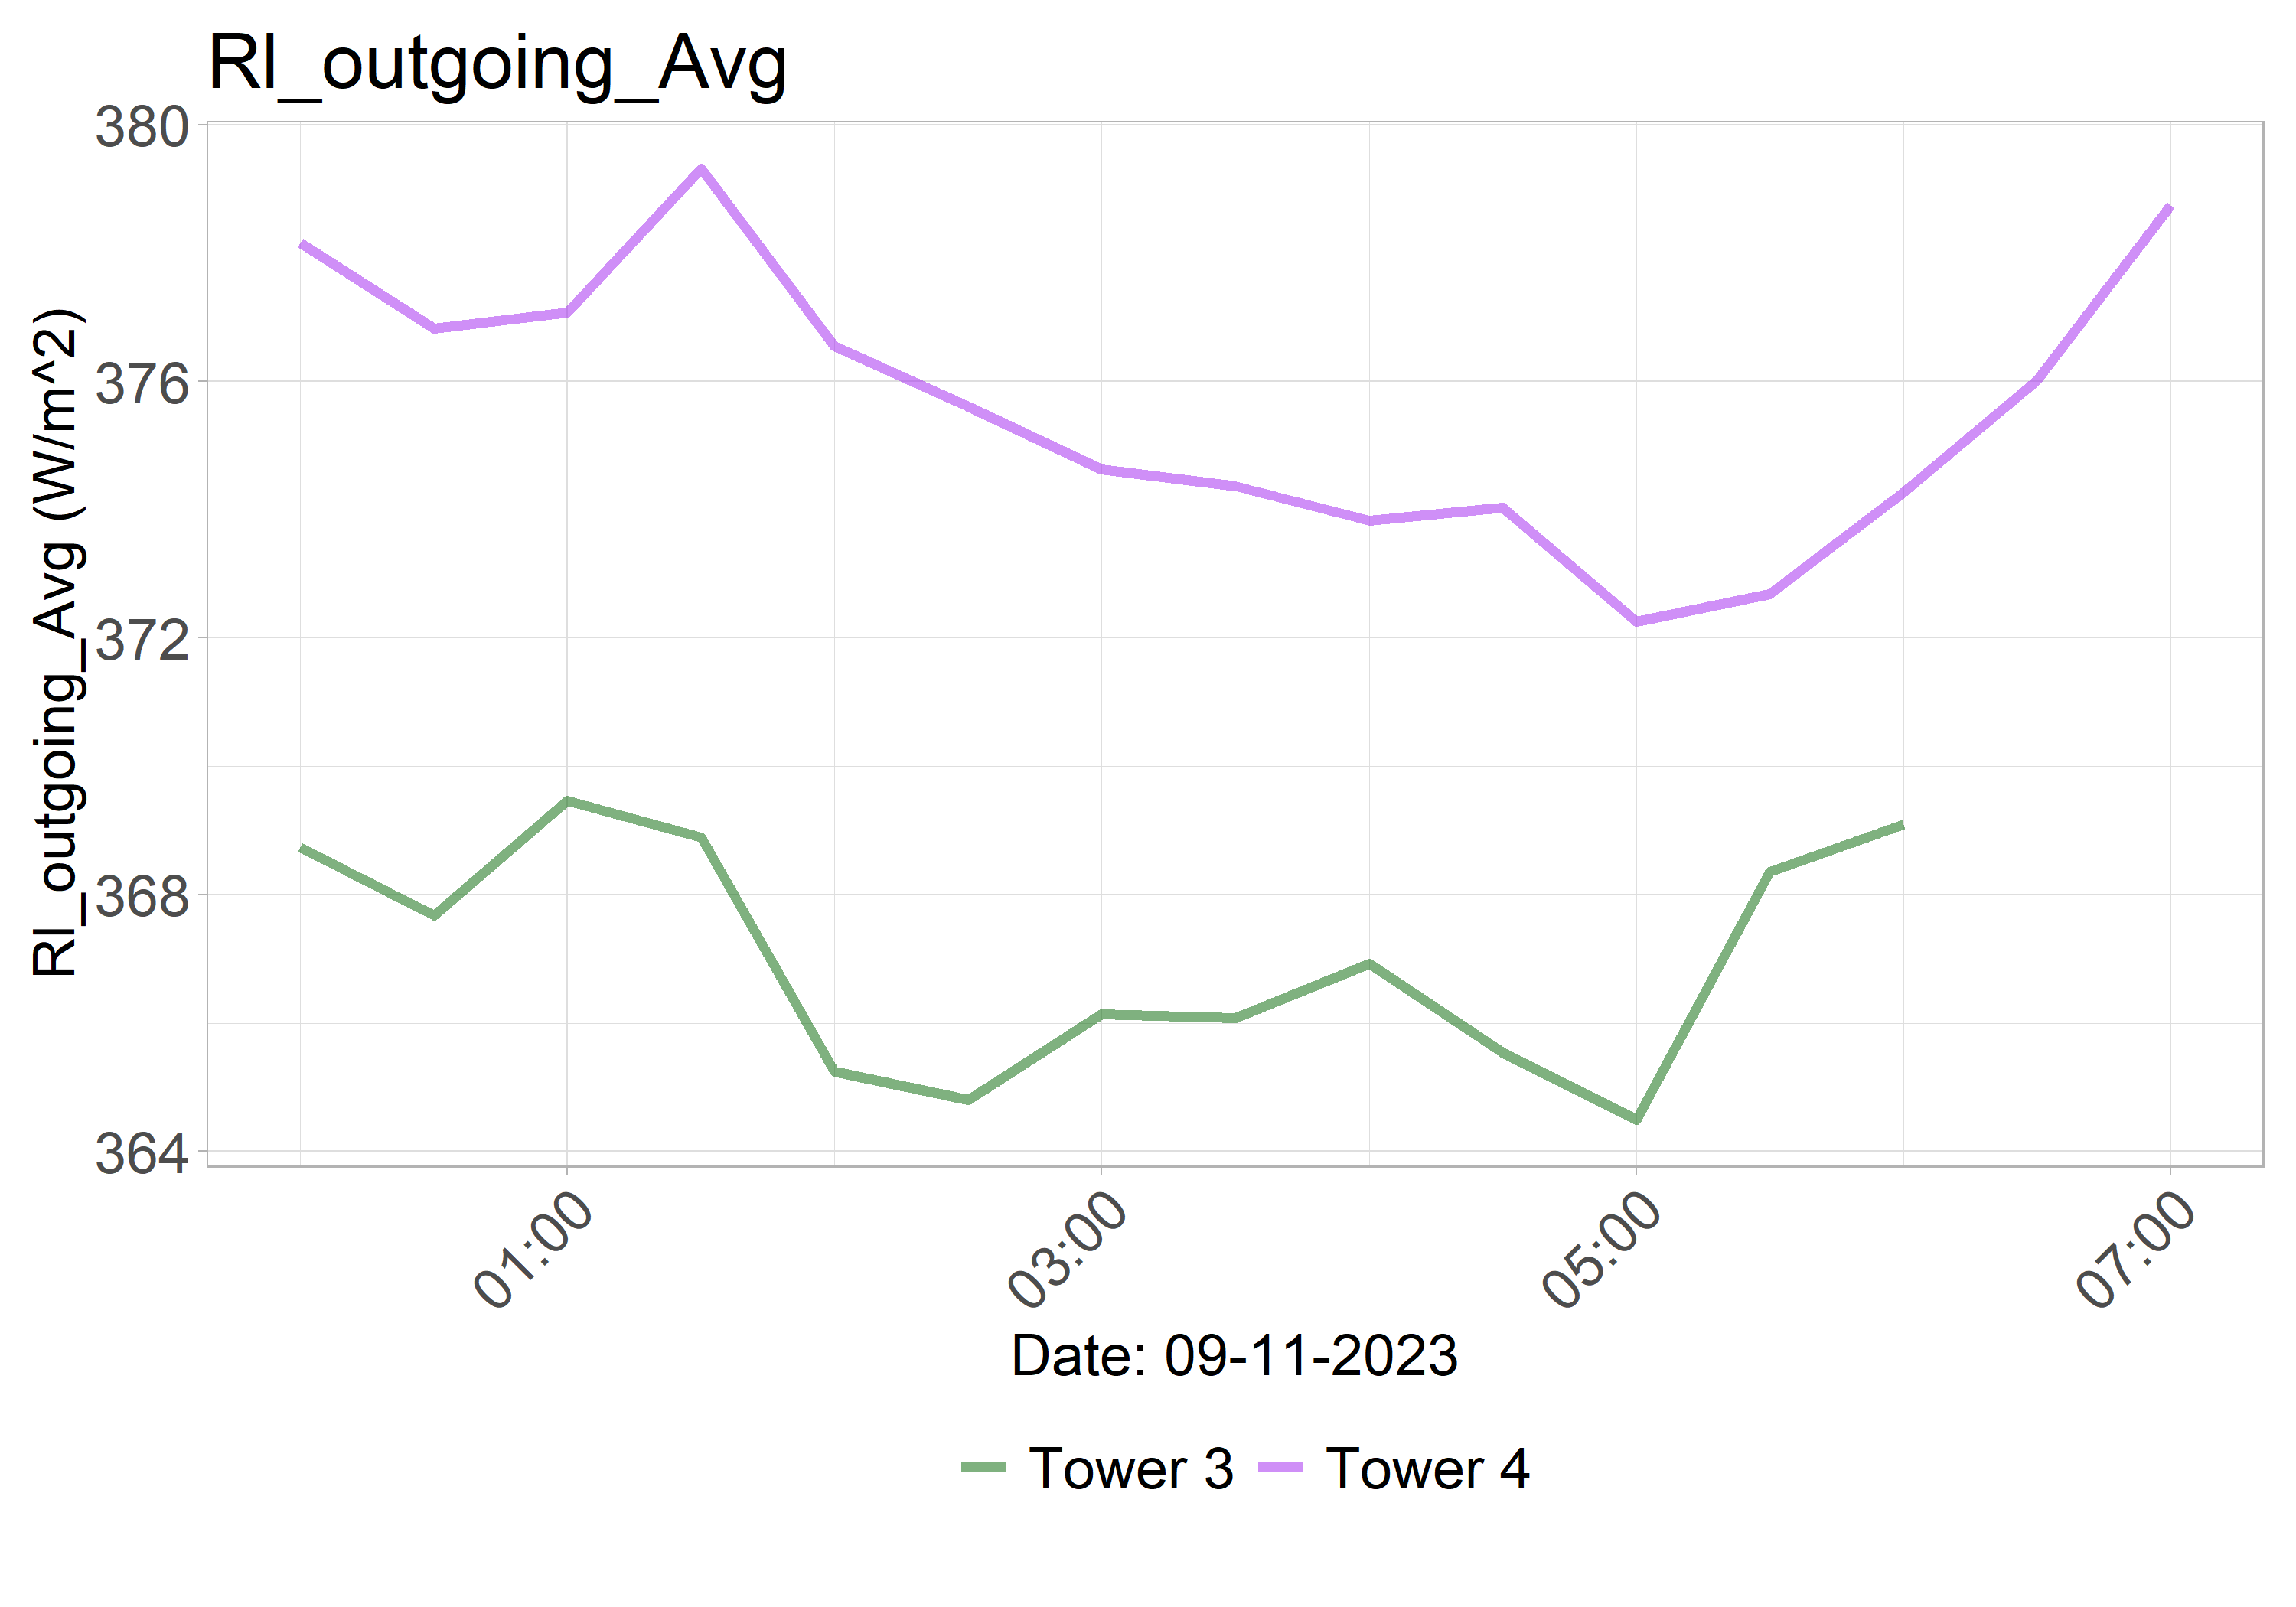 Rl_outgoing_Avg
Rl_outgoing_Avg (W/m^2)
380
376
372
368
364
01:00
03:00
05:00
07:00
Date: 09-11-2023
Tower 3
Tower 4